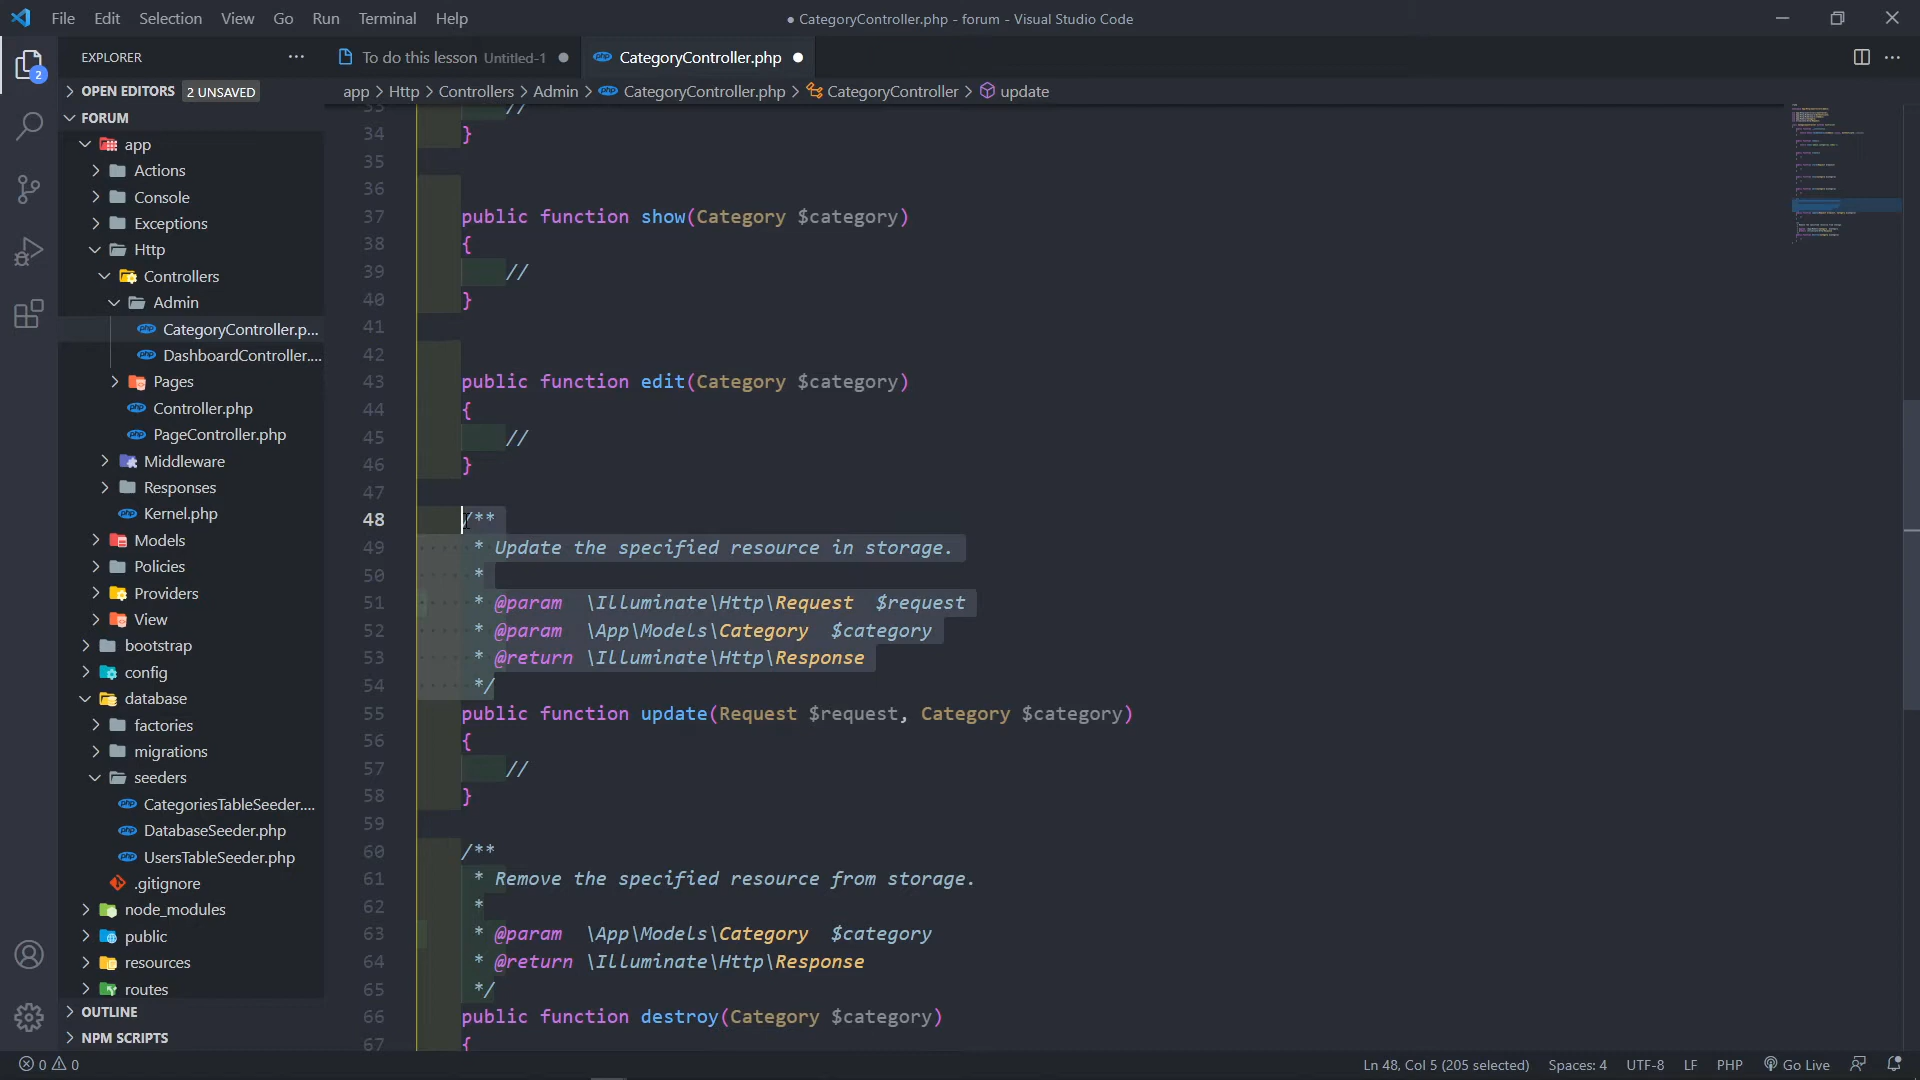 File Edit Selection View Go Run Terminal Help
● CategoryController.php - forum - Visual Studio Code
EXPLORER
To do this lesson Untitled-1
CategoryController.php
OPEN EDITORS 2 UNSAVED
app > Http > Controllers > Admin > CategoryController.php > CategoryController > update
FORUM
app
Actions
Console
Exceptions
Http
Controllers
Admin
CategoryController.p...
DashboardController....
Pages
Controller.php
PageController.php
Middleware
Responses
Kernel.php
Models
Policies
Providers
View
bootstrap
config
database
factories
migrations
seeders
CategoriesTableSeeder....
DatabaseSeeder.php
UsersTableSeeder.php
.gitignore
node_modules
public
resources
routes
OUTLINE
NPM SCRIPTS
2
33 //
34 }
35
36
37 public function show(Category $category)
38 {
39 //
40 }
41
42
43 public function edit(Category $category)
44 {
45 //
46 }
47
48 /**
49 * Update the specified resource in storage.
50 *
51 * @param \Illuminate\Http\Request $request
52 * @param \App\Models\Category $category
53 * @return \Illuminate\Http\Response
54 */
55 public function update(Request $request, Category $category)
56 {
57 //
58 }
59
60 /**
61 * Remove the specified resource from storage.
62 *
63 * @param \App\Models\Category $category
64 * @return \Illuminate\Http\Response
65 */
66 public function destroy(Category $category)
67 {
0 0
Ln 48, Col 5 (205 selected) Spaces: 4 UTF-8 LF PHP Go Live